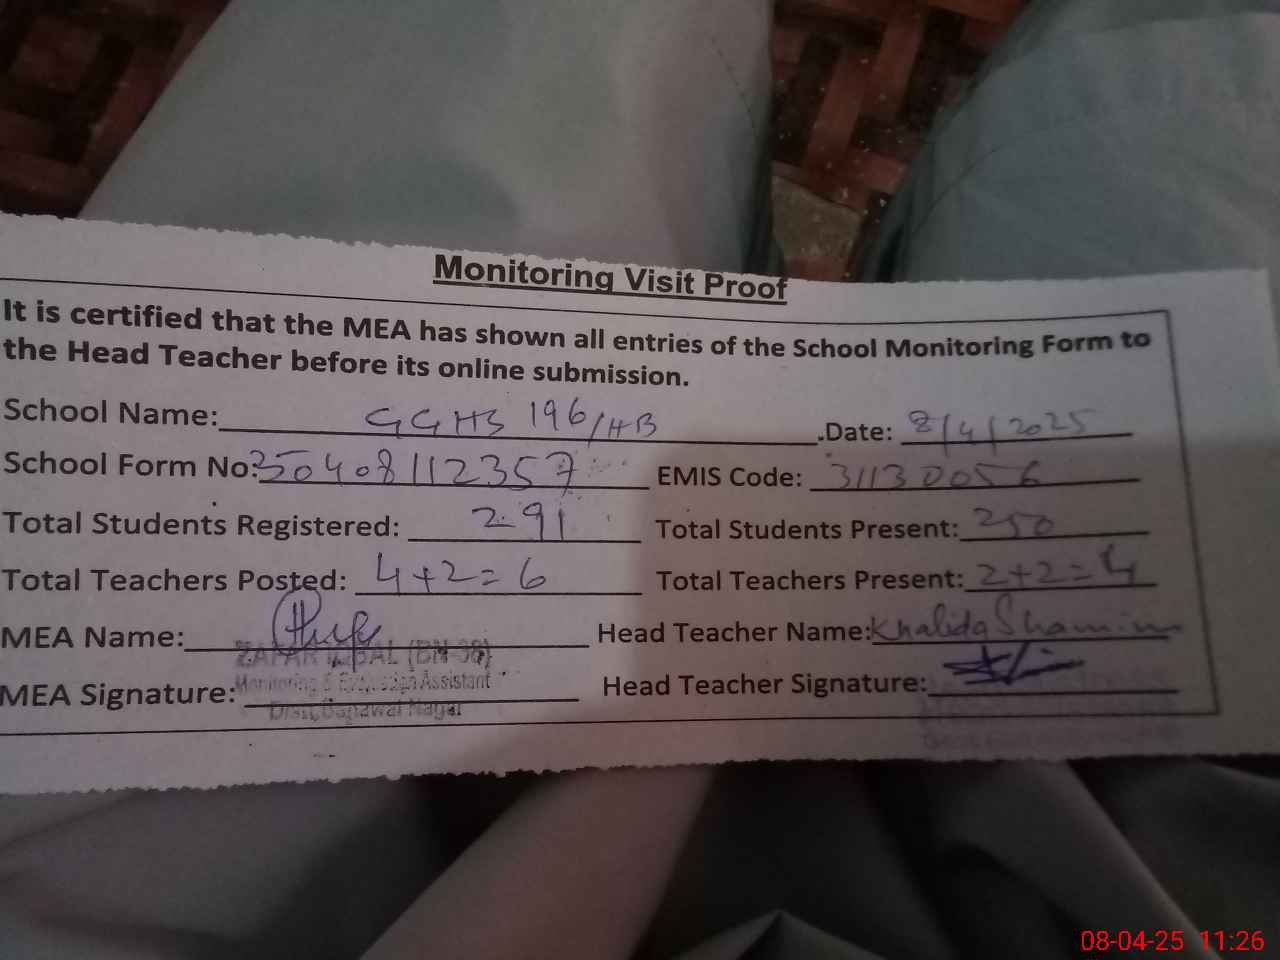 Monitoring Visit Proof
It is certified that the MEA has shown all entries of the School Monitoring Form to
the Head Teacher before its online submission.
School Name: GGHS 196/HB .Date: 8/4/2025
School Form No: 350408112357 EMIS Code: 31130056
Total Students Registered: 291 Total Students Present: 250
Total Teachers Posted: 4+2=6 Total Teachers Present: 2+2=4
MEA Name: Head Teacher Name: Khalida Shamim
ZAFAR IQBAL (BN-38)
MEA Signature: Monitoring & Evaluation Assistant Head Teacher Signature:
Distt, Bahawal Nagar
08-04-25 11:26